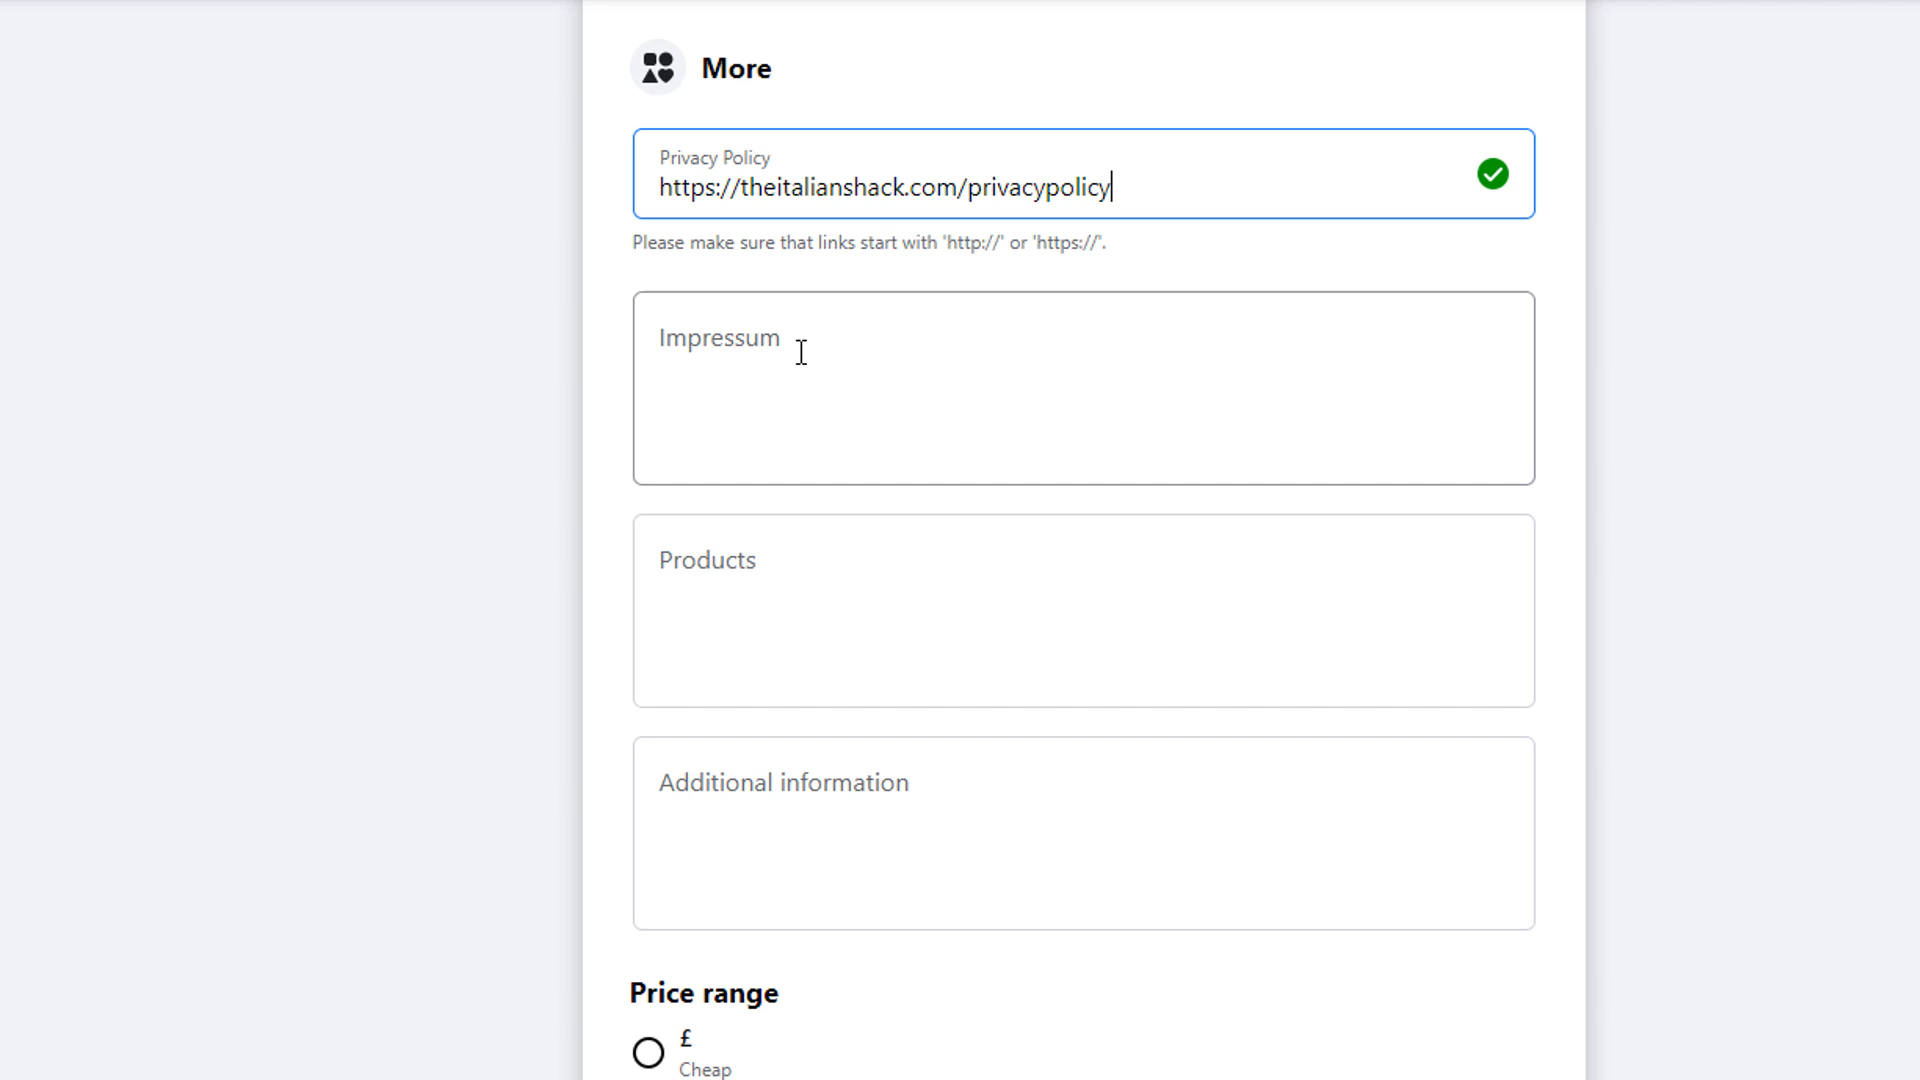 More
Privacy Policy
https://theitalianshack.com/privacypolicy
Please make sure that links start with 'http://' or 'https://'.
Impressum
Products
Additional information
Price range
£
Cheap